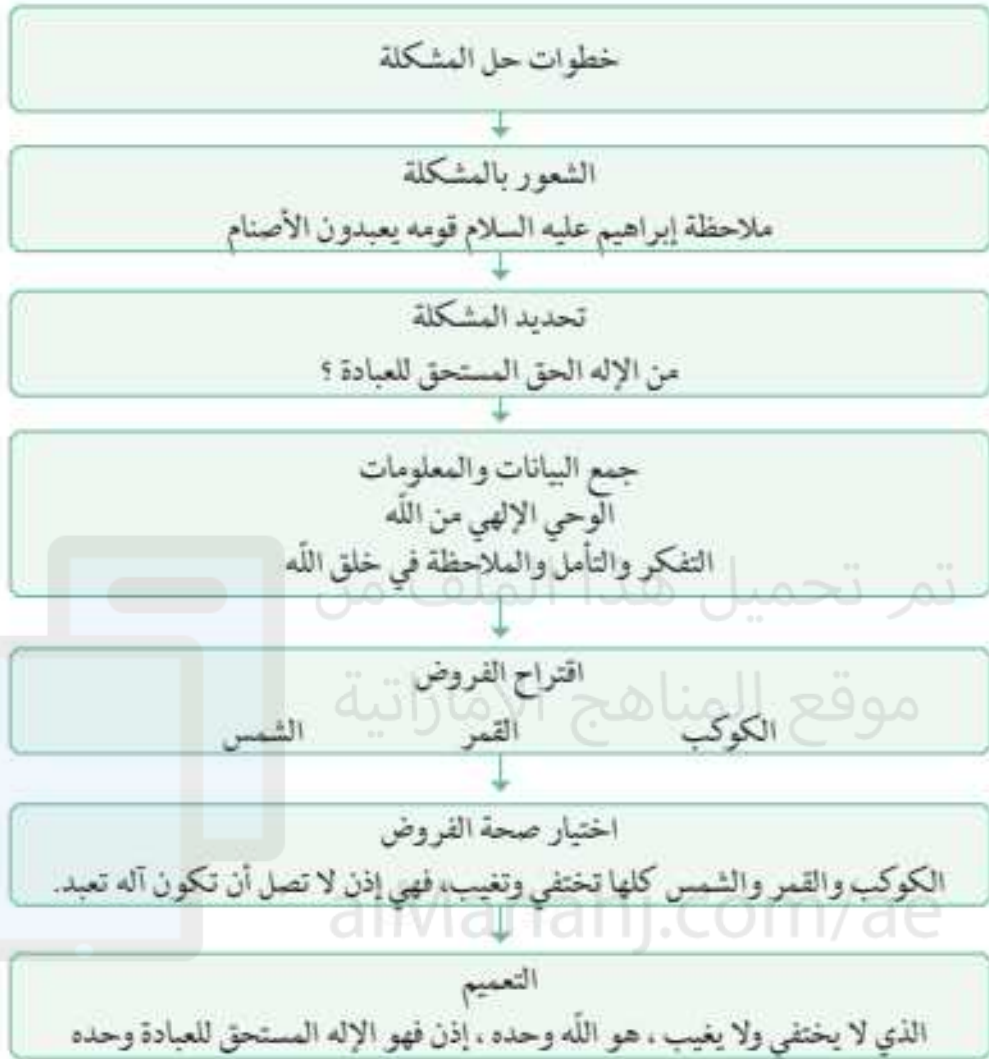 خطوات حل المشكلة
الشعور بالمشكلة
ملاحظة إبراهيم عليه السلام قومه يعبدون الأصنام
تحديد المشكلة
من الإله الحق المستحق للعبادة ؟
جمع البيانات والمعلومات
الوحي الإلهي من اللّه
التفكر والتأمل والملاحظة في خلق اللّه
تم تحميل هذا الملف من
اقتراح الفروض
موقع المناهج الإماراتية
الكوكب القمر الشمس
اختبار صحة الفروض
الكوكب والقمر والشمس كلها تختفي وتغيب، فهي إذن لا تصل أن تكون آله تعبد.
alManahj.com/ae
التعميم
الذي لا يختفي ولا يغيب ، هو اللّه وحده ، إذن فهو الإله المستحق للعبادة وحده